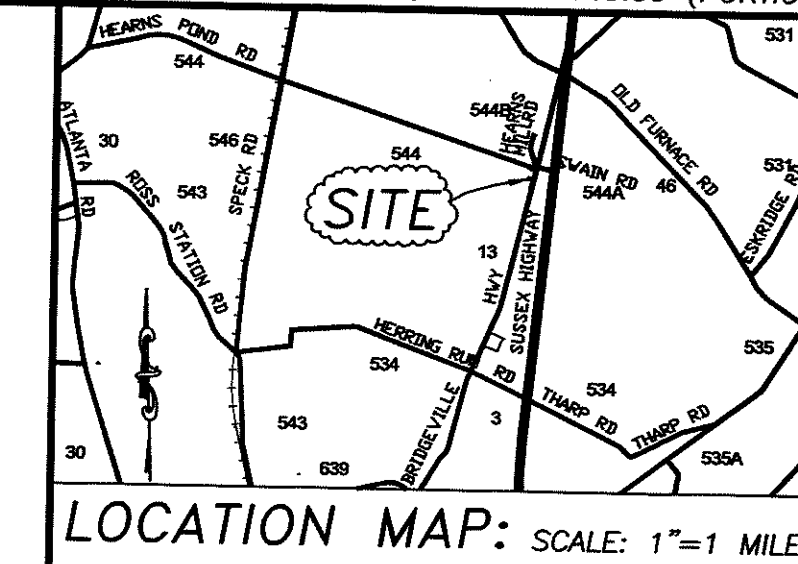 HEARNS POND RD
544
531
ATLANTA RD
30
546
SPECK RD
544B
HEARNS MILLRD
OLD FURNACE RD
544
SWAIN RD
544A
46
531
ESKRIDGE RD
543
ROSS STATION RD
SITE
13
HWY
SUSSEX HIGHWAY
HERRING RUN RD
534
534
535
THARP RD
THARP RD
543
BRIDGEVILLE
3
30
639
535A
LOCATION MAP: SCALE: 1"=1 MILE